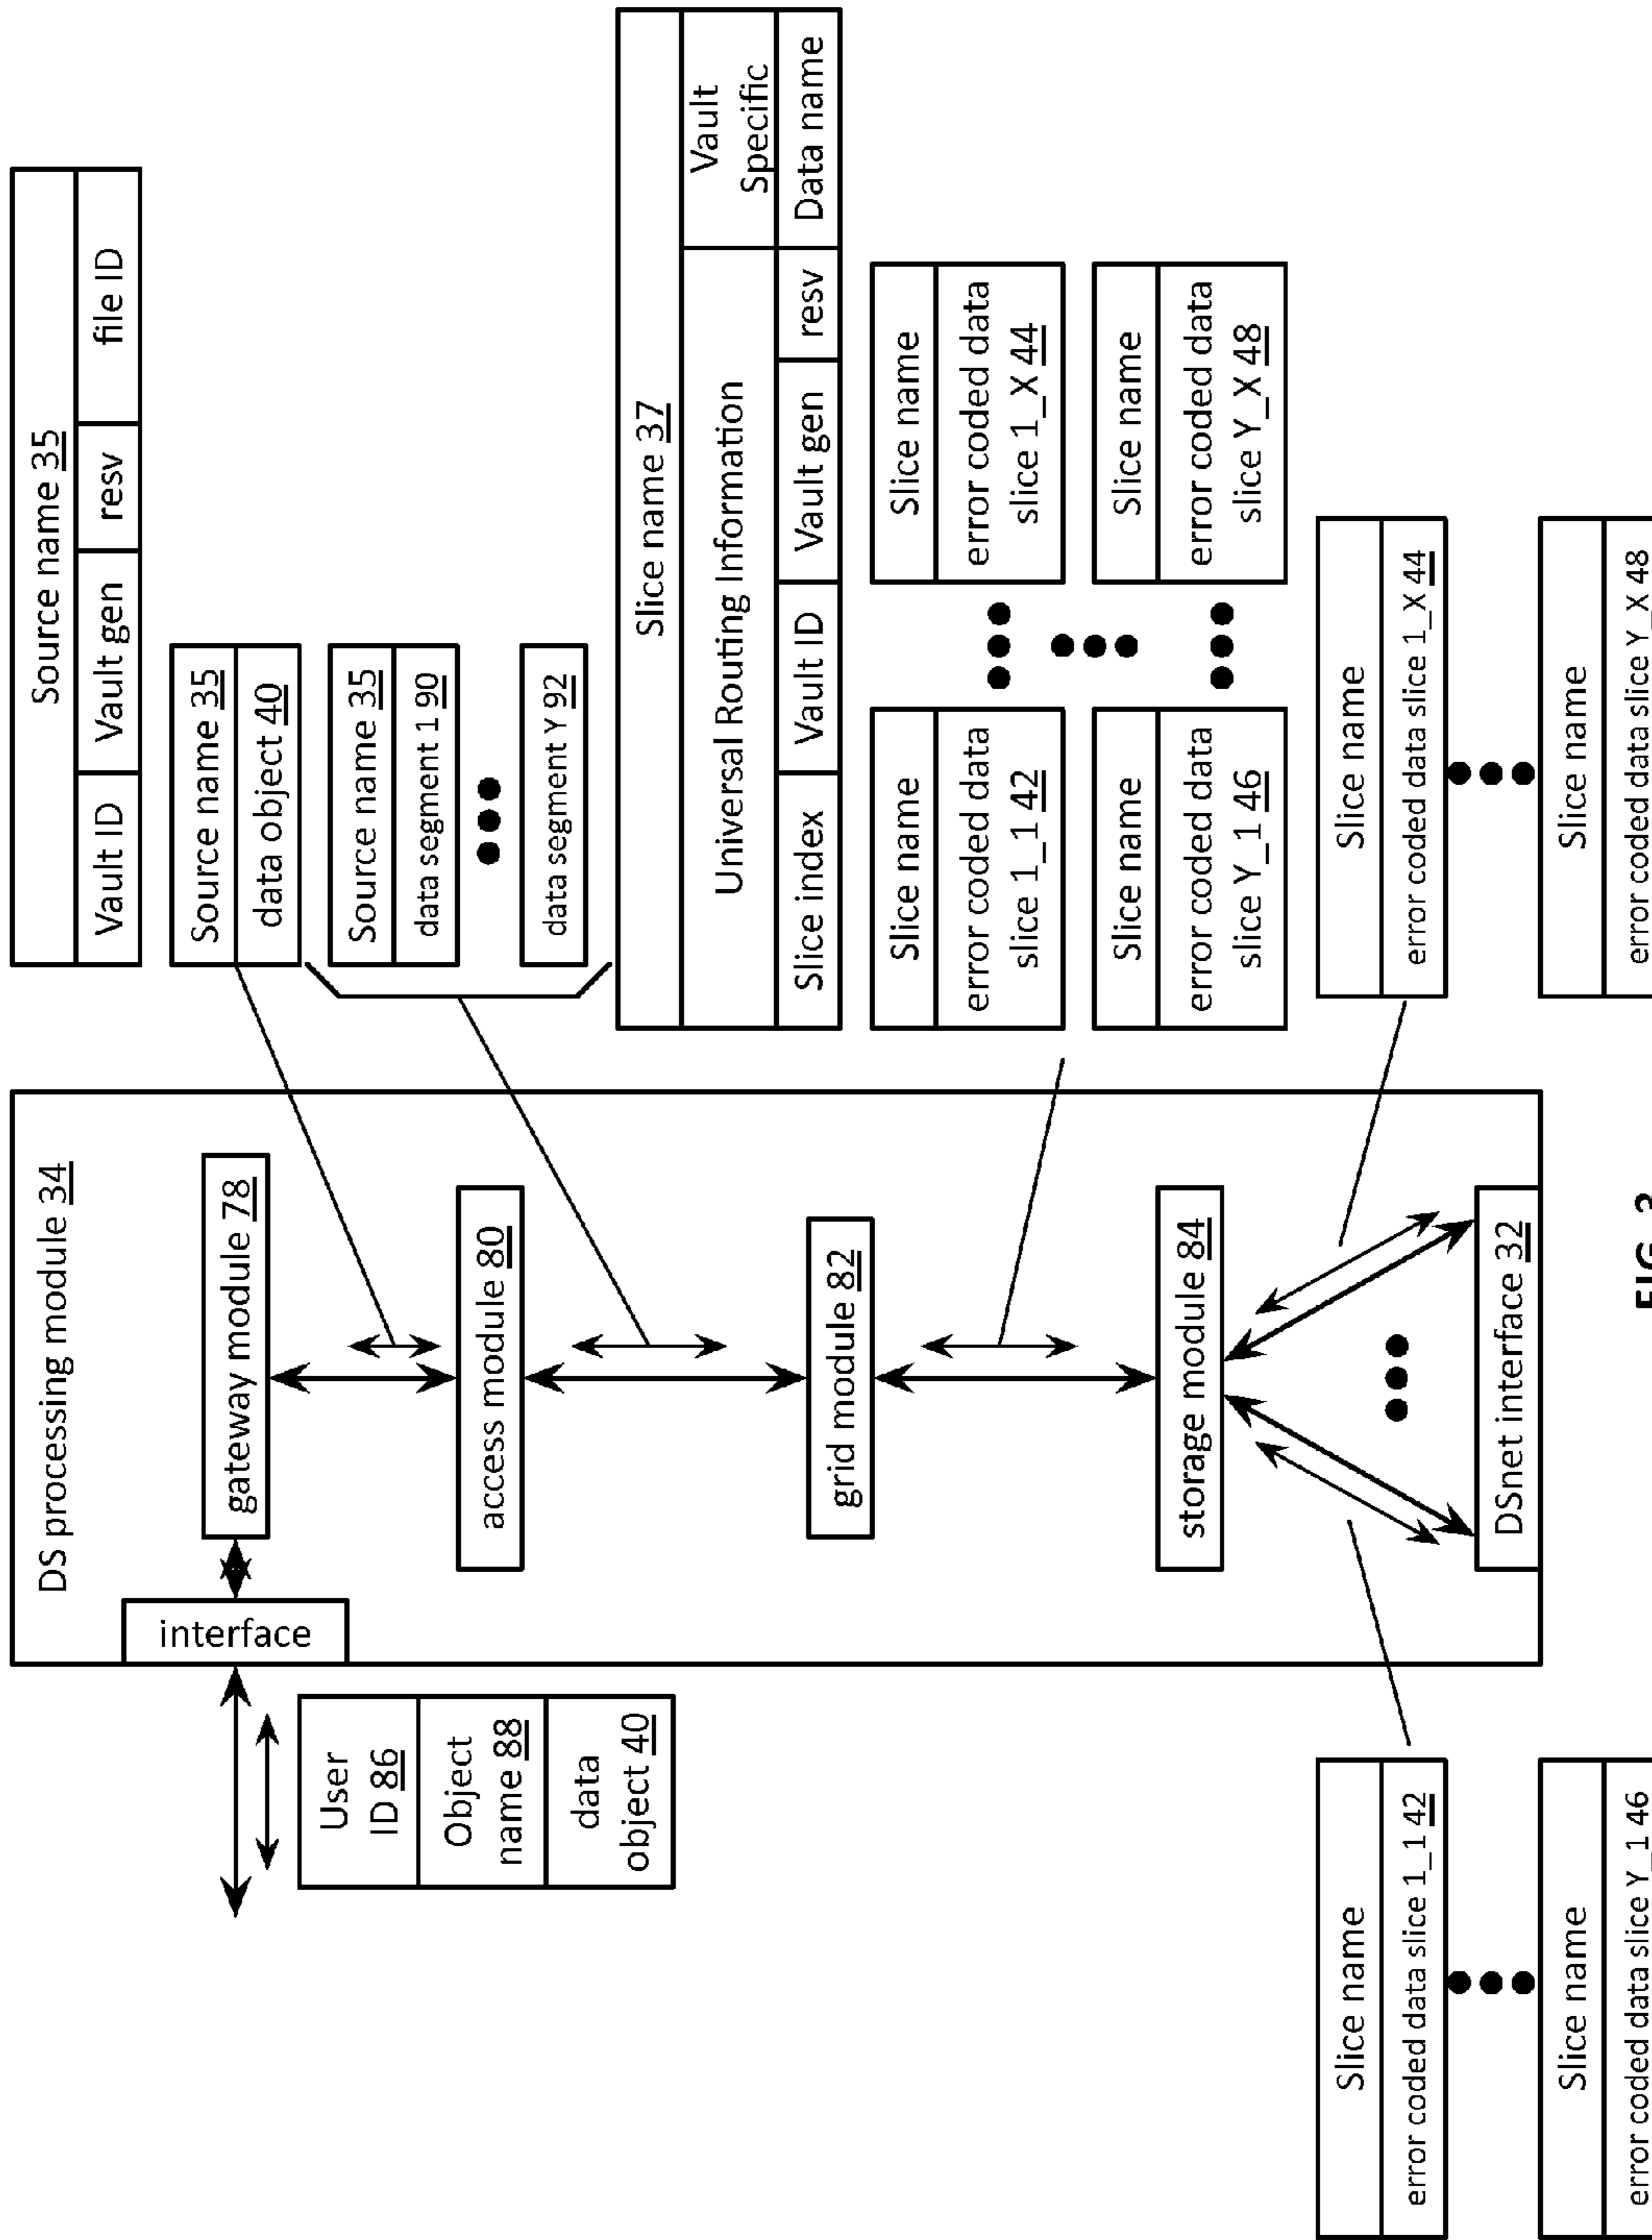 DS processing module 34
interface
gateway module 78
access module 80
grid module 82
storage module 84
DSnet interface 32
User
ID 86
Object
name 88
data
object 40
Source name 35
Vault ID
Vault gen
resv
file ID
Source name 35
data object 40
Source name 35
data segment 1 90
data segment Y 92
Slice name 37
Universal Routing Information
Vault
Specific
Slice index
Vault ID
Vault gen
resv
Data name
Slice name
error coded data
slice 1_1 42
Slice name
error coded data
slice 1_X 44
Slice name
error coded data
slice Y_1 46
Slice name
error coded data
slice Y_X 48
Slice name
error coded data slice 1_1 42
Slice name
error coded data slice Y_1 46
Slice name
error coded data slice 1_X 44
Slice name
error coded data slice Y_X 48
FIG. 3